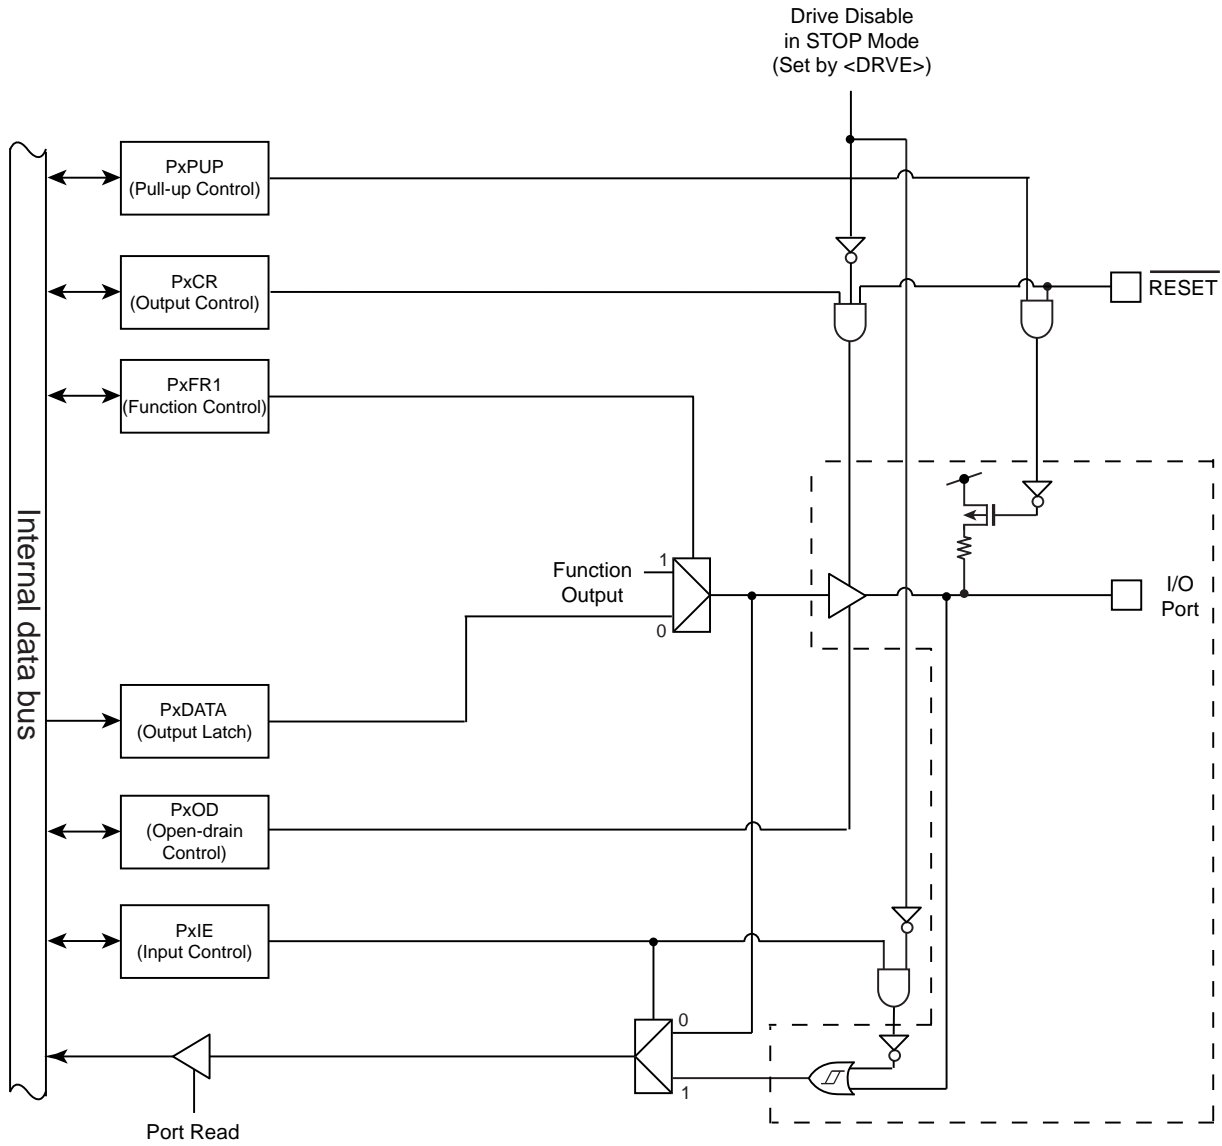 Drive Disable
in STOP Mode
(Set by <DRVE>)
PxPUP
(Pull-up Control)
PxCR
(Output Control)
RESET
PxFR1
(Function Control)
Internal data bus
1
Function
Output
0
I/O
Port
PxDATA
(Output Latch)
PxOD
(Open-drain
Control)
PxIE
(Input Control)
0
1
Port Read